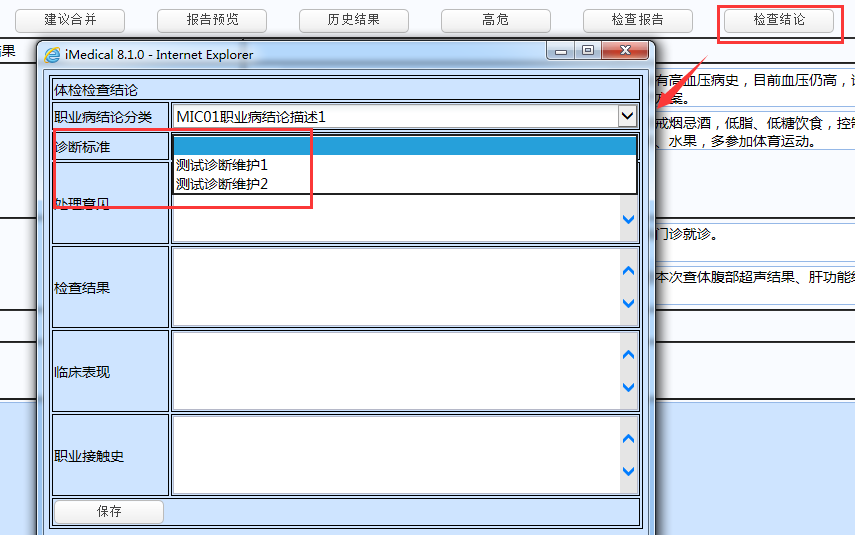 建议合并 报告预览 历史结果 高危 检查报告 检查结论
结果
iMedical 8.1.0 - Internet Explorer
有高血压病史，目前血压仍高，
方案。
体检检查结论
职业病结论分类 MIC01职业病结论描述1
戒烟忌酒，低脂、低糖饮食，控制
、水果，多参加体育运动。
诊断标准
测试诊断维护1
测试诊断维护2
处理意见
门诊就诊。
本次查体腹部超声结果、肝功能
检查结果
临床表现
职业接触史
保存